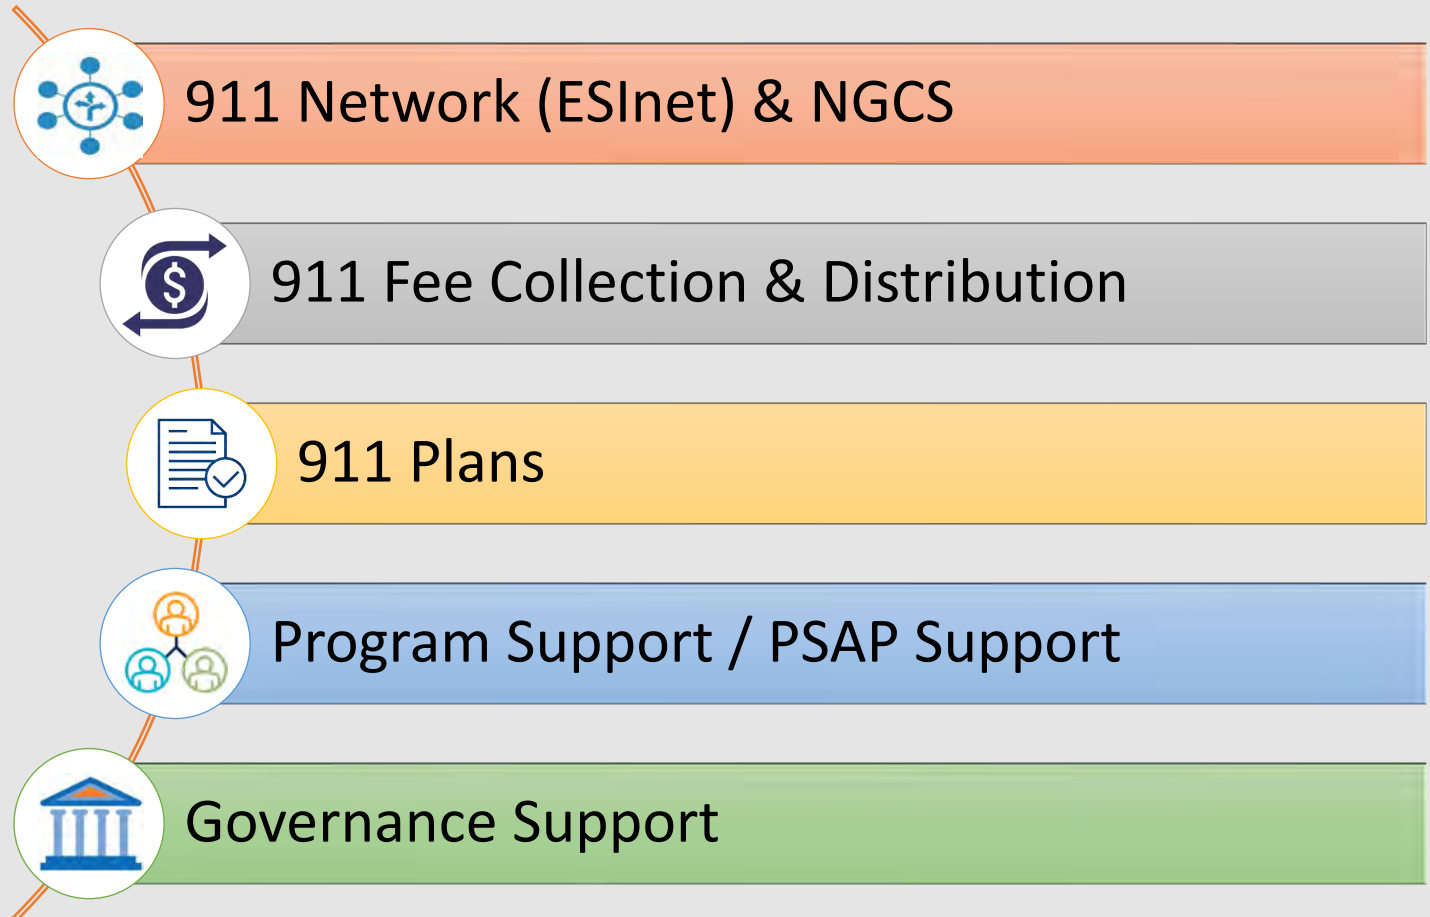 911 Network (ESInet) & NGCS
911 Fee Collection & Distribution
911 Plans
Program Support / PSAP Support
Governance Support